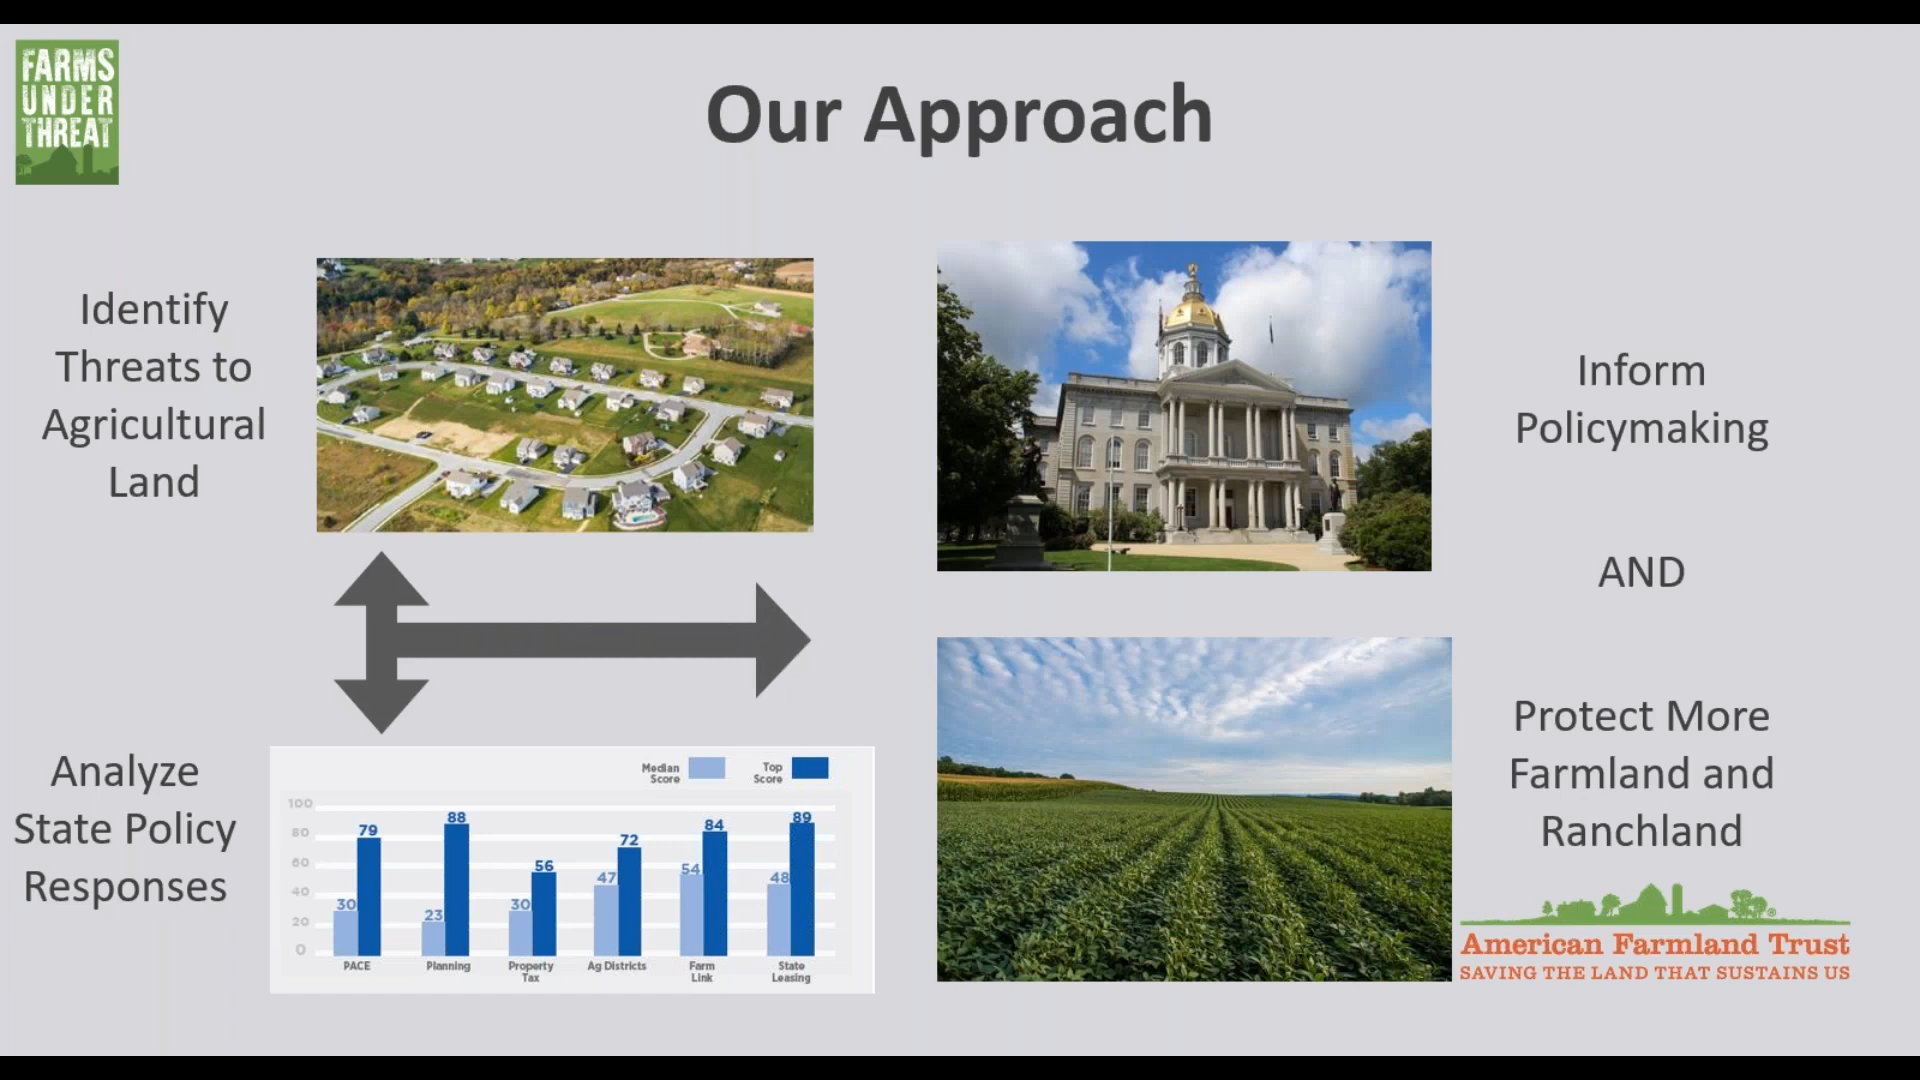 FARMS
UNDER
THREAT
Our Approach
Identify
Threats to
Agricultural
Land
Inform
Policymaking
AND
Analyze
State Policy
Responses
Median
Score
Top
Score
100
80
60
40
20
0
30
79
23
88
30
56
47
72
54
84
48
89
PACE
Planning
Property
Tax
Ag Districts
Farm
Link
State
Leasing
Protect More
Farmland and
Ranchland
American Farmland Trust
SAVING THE LAND THAT SUSTAINS US